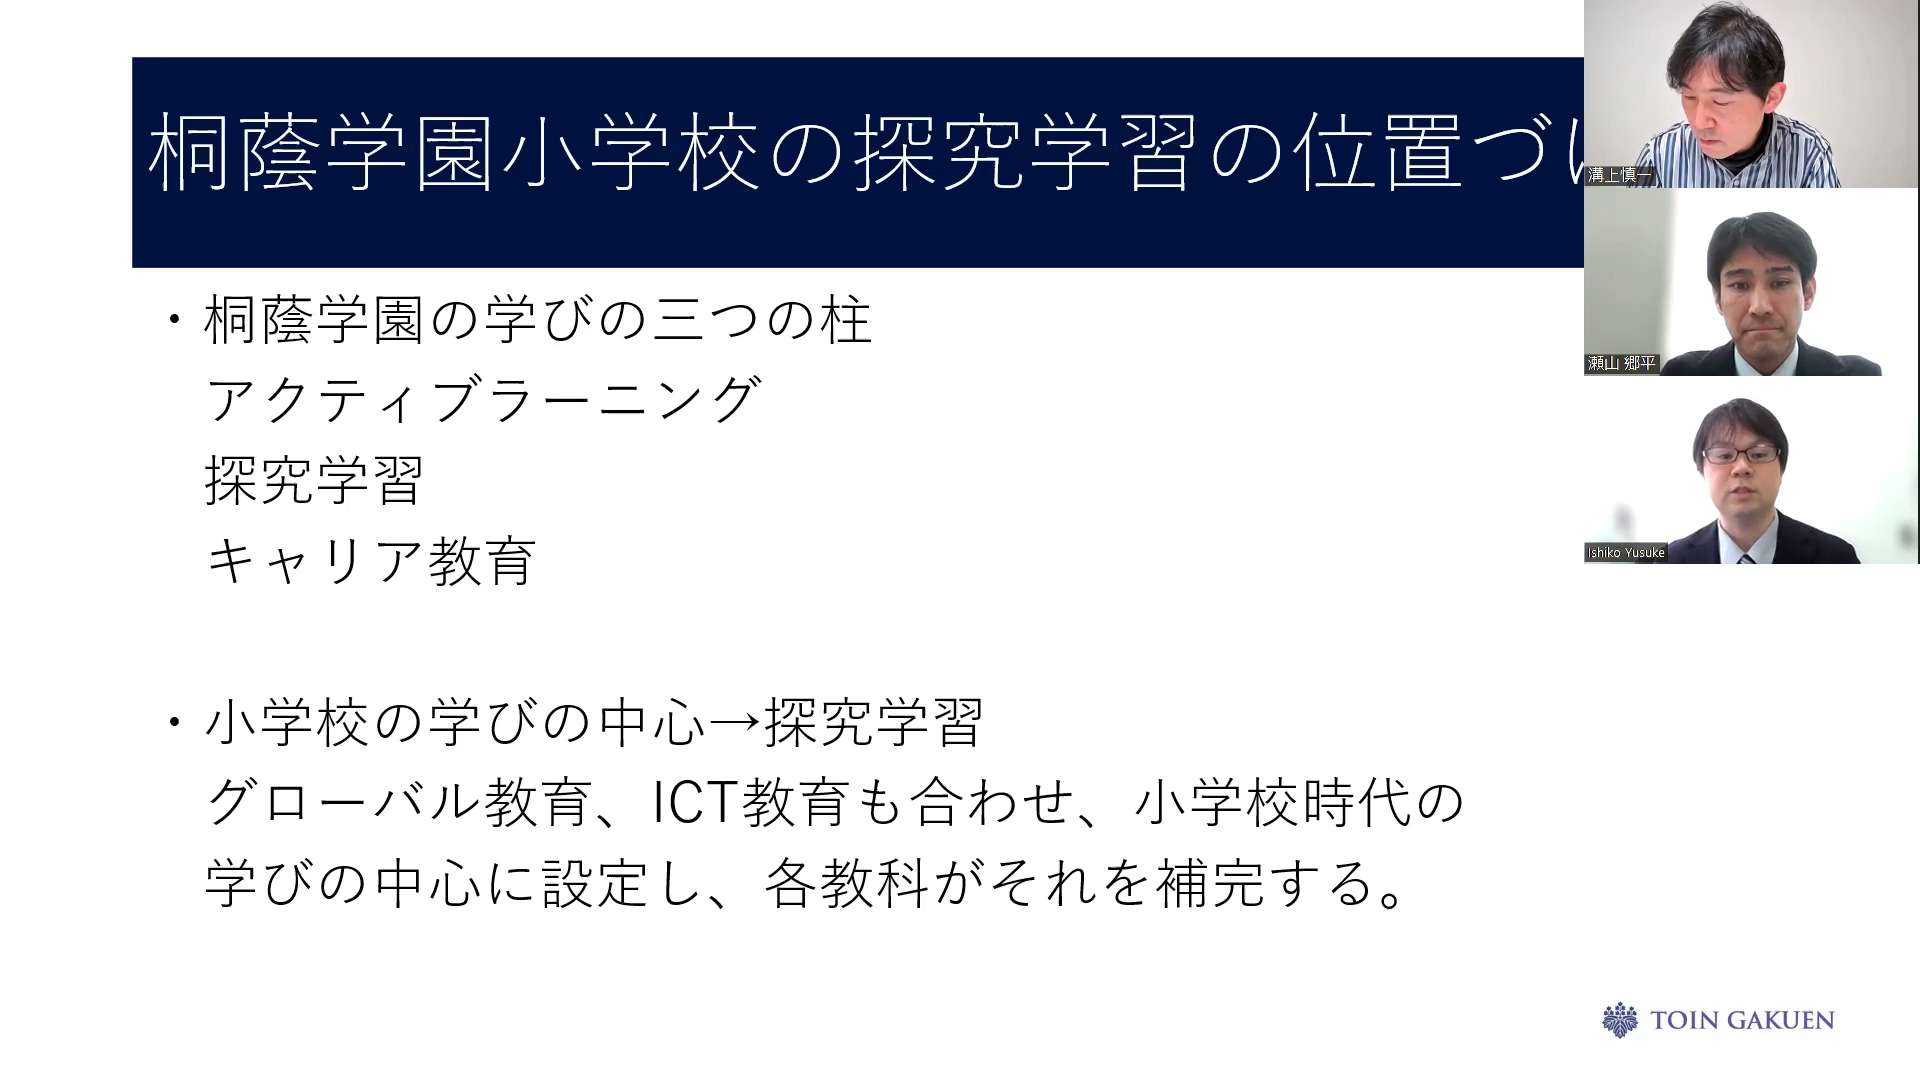 桐蔭学園小学校の探究学習の位置づけ
・桐蔭学園の学びの三つの柱
アクティブラーニング
探究学習
キャリア教育
・小学校の学びの中心→探究学習
グローバル教育、ICT教育も合わせ、小学校時代の
学びの中心に設定し、各教科がそれを補完する。
溝上慎一
瀬山 郷平
Ishiko Yusuke
TOIN GAKUEN